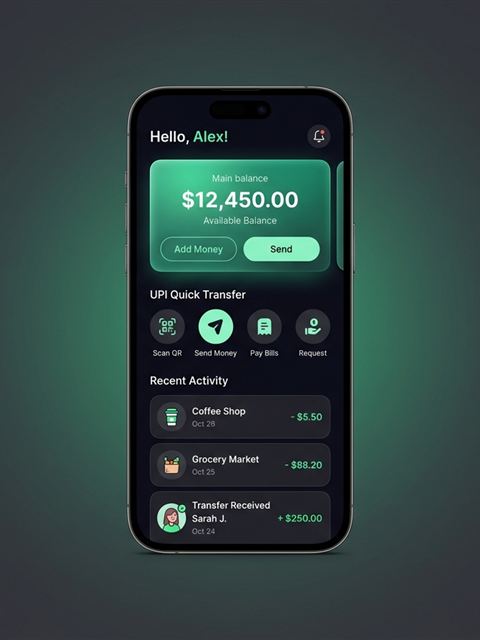 Hello, Alex!
Main balance
$12,450.00
Available Balance
Add Money
Send
UPI Quick Transfer
Scan QR
Send Money
Pay Bills
Request
Recent Activity
Coffee Shop
- $5.50
Oct 26
Grocery Market
- $88.20
Oct 25
Transfer Received
Sarah J.
+ $250.00
Oct 24